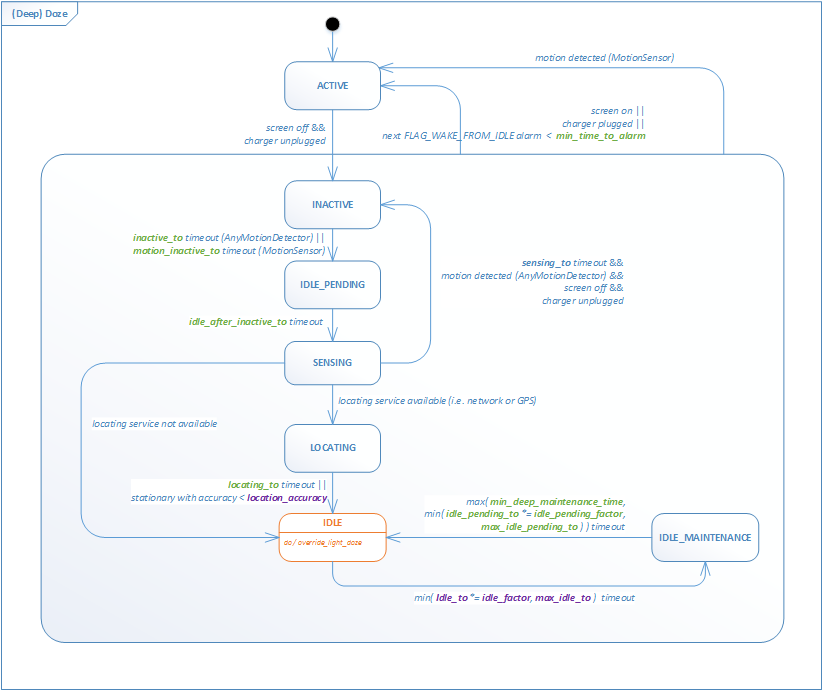 (Deep) Doze
motion detected (MotionSensor)
ACTIVE
screen on ||
charger plugged ||
next FLAG_WAKE_FROM_IDLE alarm < min_time_to_alarm
screen off &&
charger unplugged
INACTIVE
inactive_to timeout (AnyMotionDetector) ||
motion_inactive_to timeout (MotionSensor)
sensing_to timeout &&
motion detected (AnyMotionDetector) &&
screen off &&
charger unplugged
IDLE_PENDING
idle_after_inactive_to timeout
SENSING
locating service available (i.e. network or GPS)
locating service not available
LOCATING
locating_to timeout ||
stationary with accuracy < location_accuracy
max( min_deep_maintenance_time,
min( idle_pending_to *= idle_pending_factor,
max_idle_pending_to ) ) timeout
IDLE
do / override_light_doze
IDLE_MAINTENANCE
min( Idle_to *= idle_factor, max_idle_to ) timeout